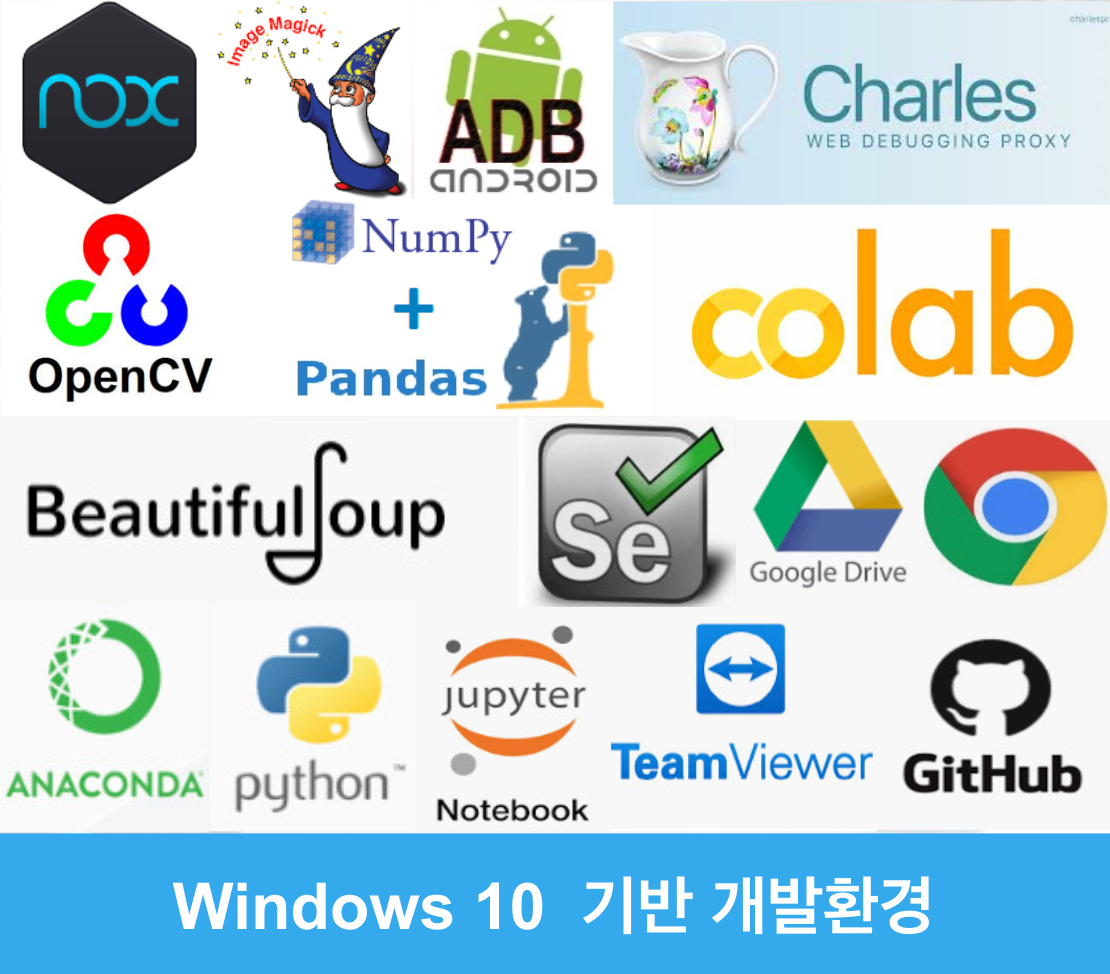 nox
Image Magick
ADB
ANDROID
Charles
WEB DEBUGGING PROXY
OpenCV
NumPy
+
Pandas
colab
BeautifulSoup
Se
Google Drive
ANACONDA
python™
jupyter
Notebook
TeamViewer
GitHub
Windows 10 기반 개발환경